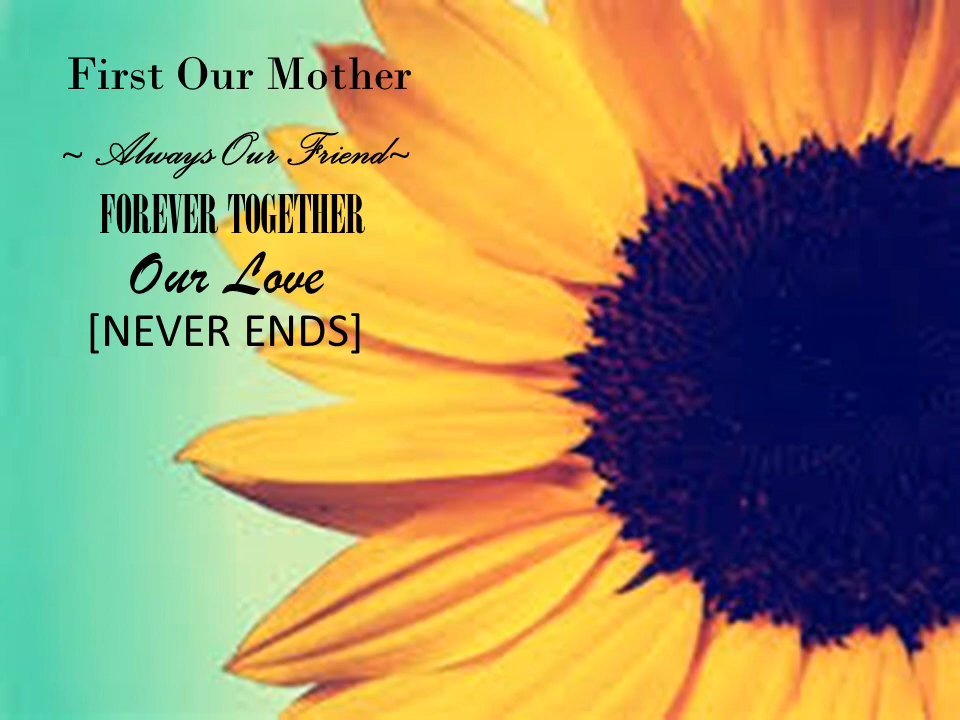 First Our Mother
~ Always Our Friend~
FOREVER TOGETHER
Our Love
[NEVER ENDS]